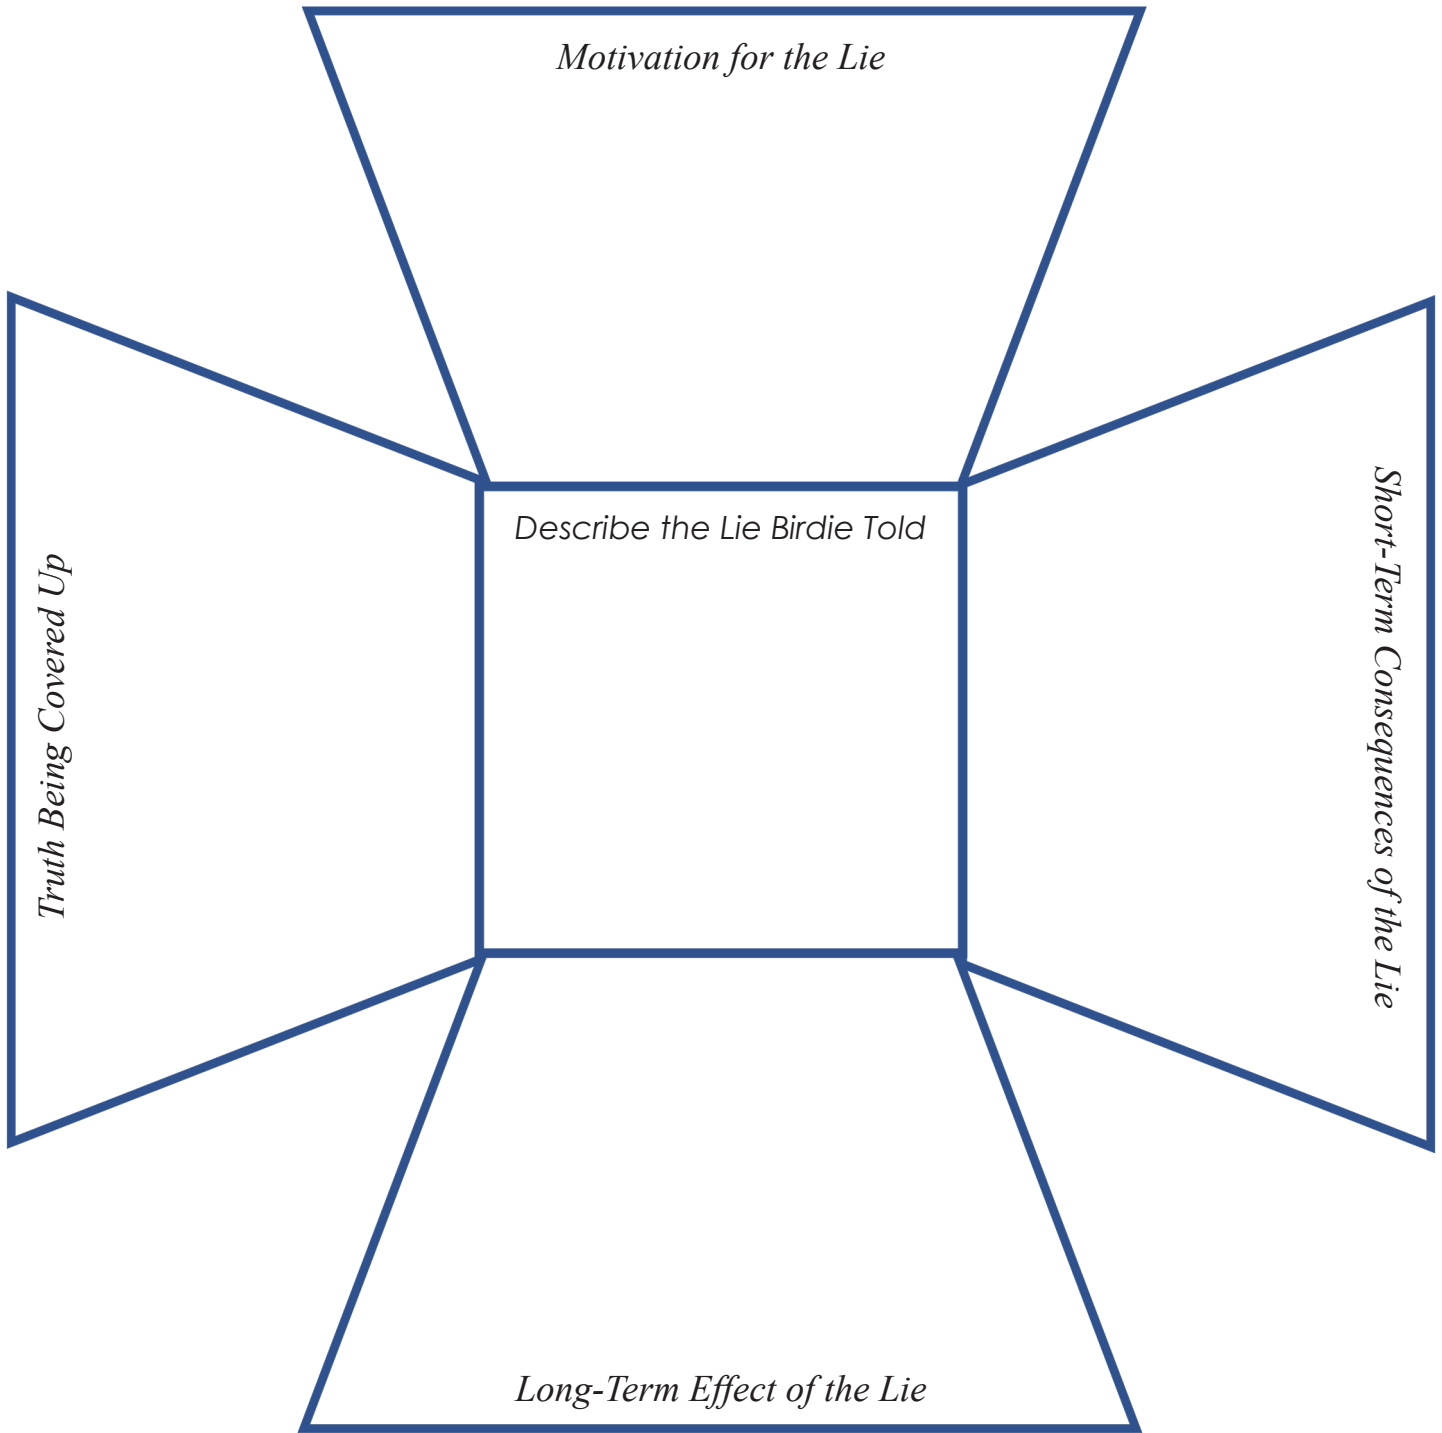 Motivation for the Lie
Truth Being Covered Up
Describe the Lie Birdie Told
Short-Term Consequences of the Lie
Long-Term Effect of the Lie